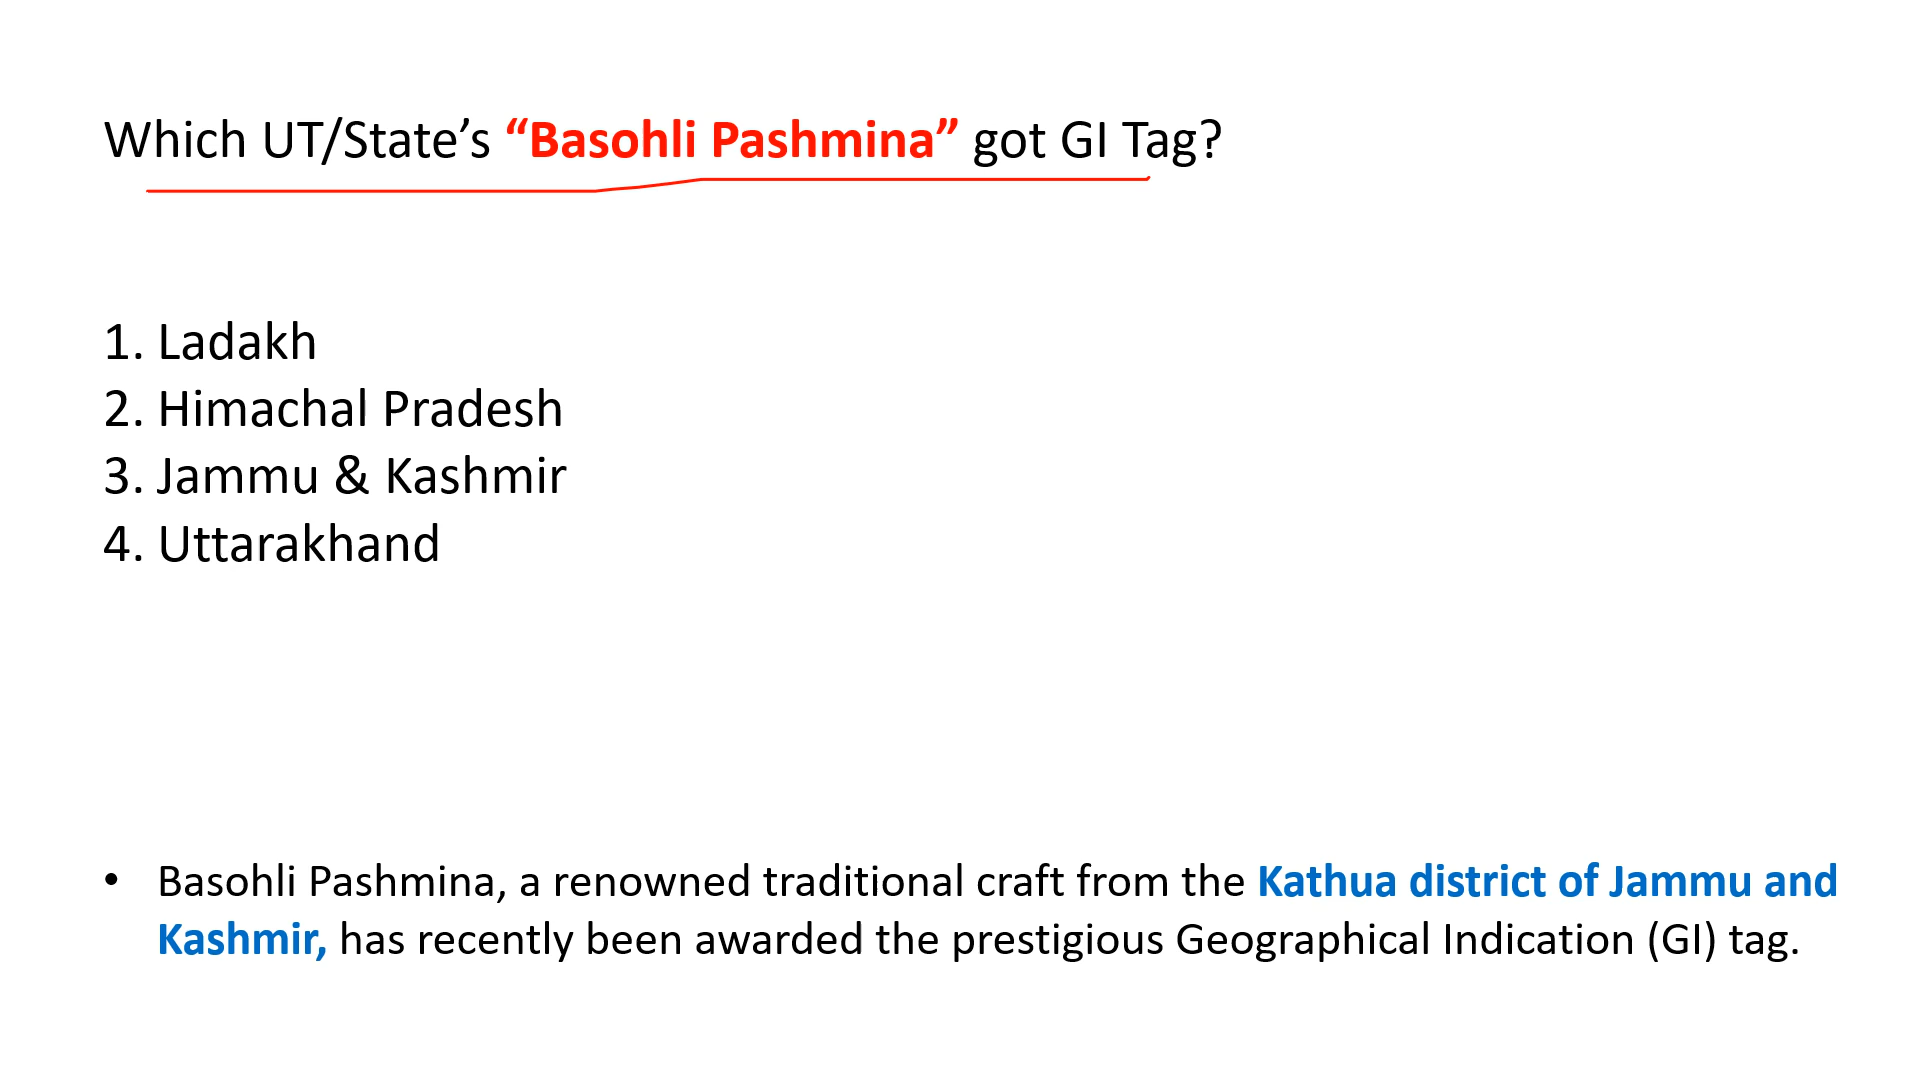 Which UT/State’s “Basohli Pashmina” got GI Tag?
1. Ladakh
2. Himachal Pradesh
3. Jammu & Kashmir
4. Uttarakhand
• Basohli Pashmina, a renowned traditional craft from the Kathua district of Jammu and
Kashmir, has recently been awarded the prestigious Geographical Indication (GI) tag.